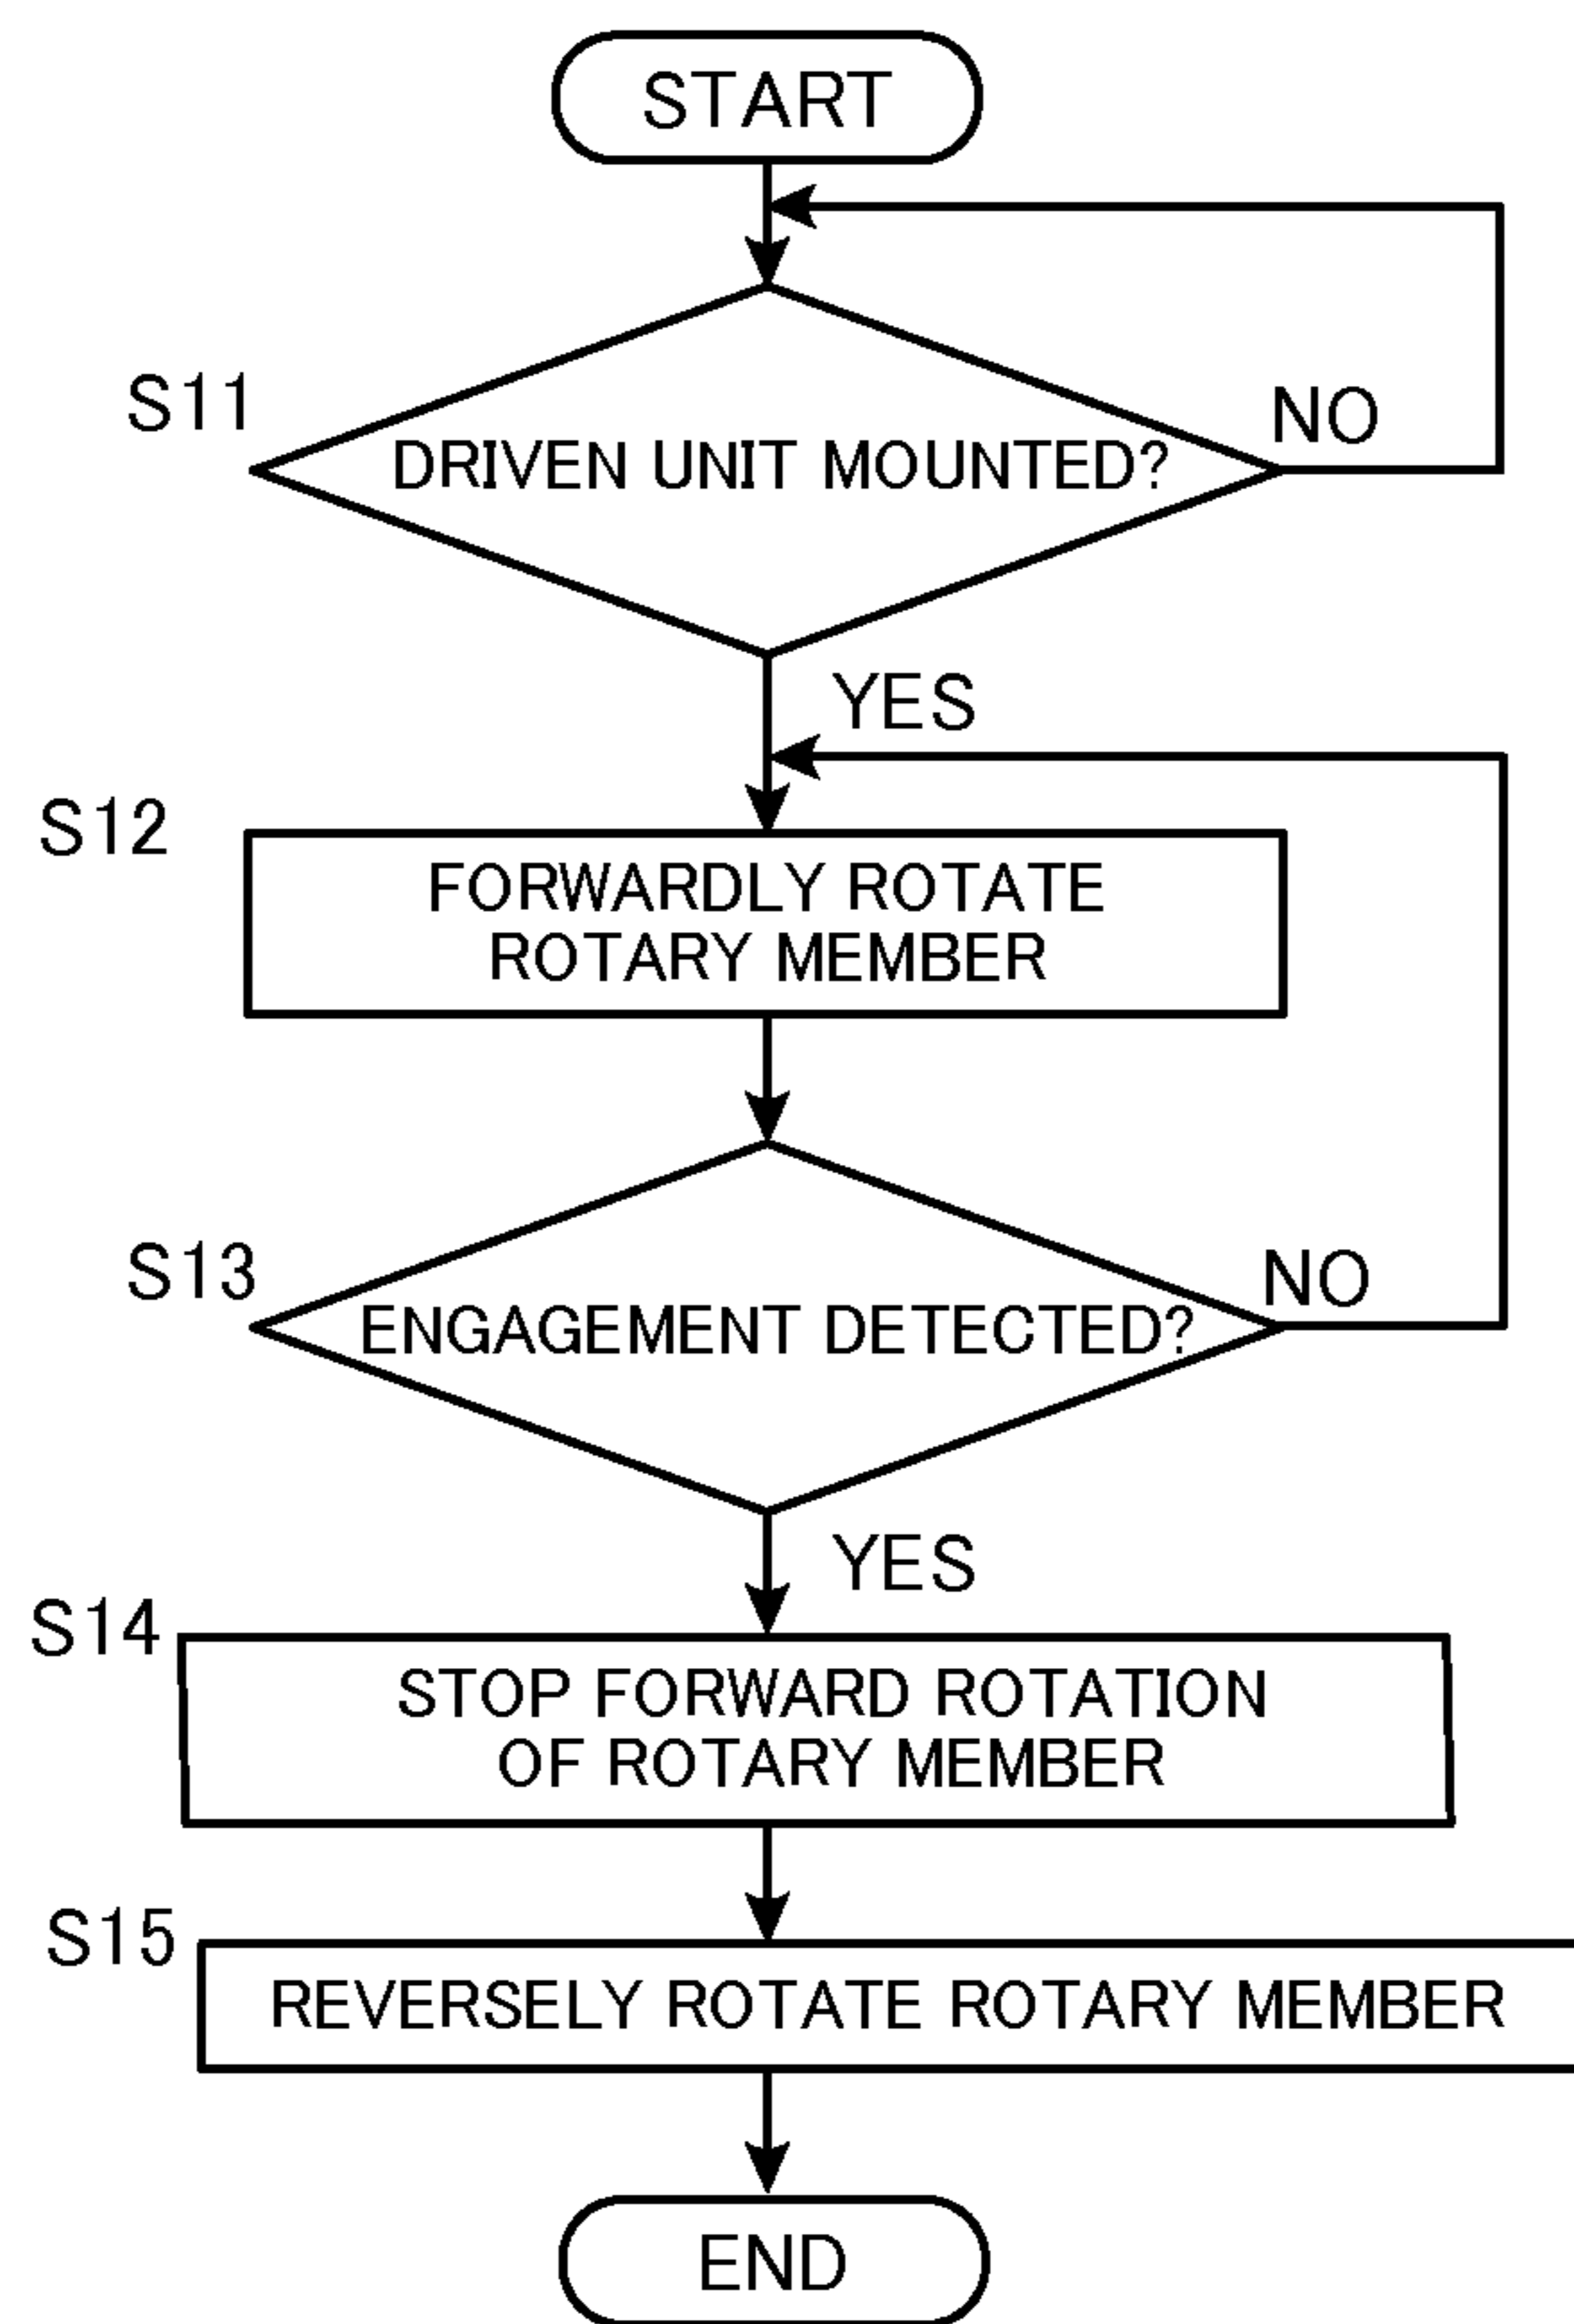 START
S11
DRIVEN UNIT MOUNTED?
NO
YES
S12
FORWARDLY ROTATE
ROTARY MEMBER
S13
ENGAGEMENT DETECTED?
NO
YES
S14
STOP FORWARD ROTATION
OF ROTARY MEMBER
S15
REVERSELY ROTATE ROTARY MEMBER
END